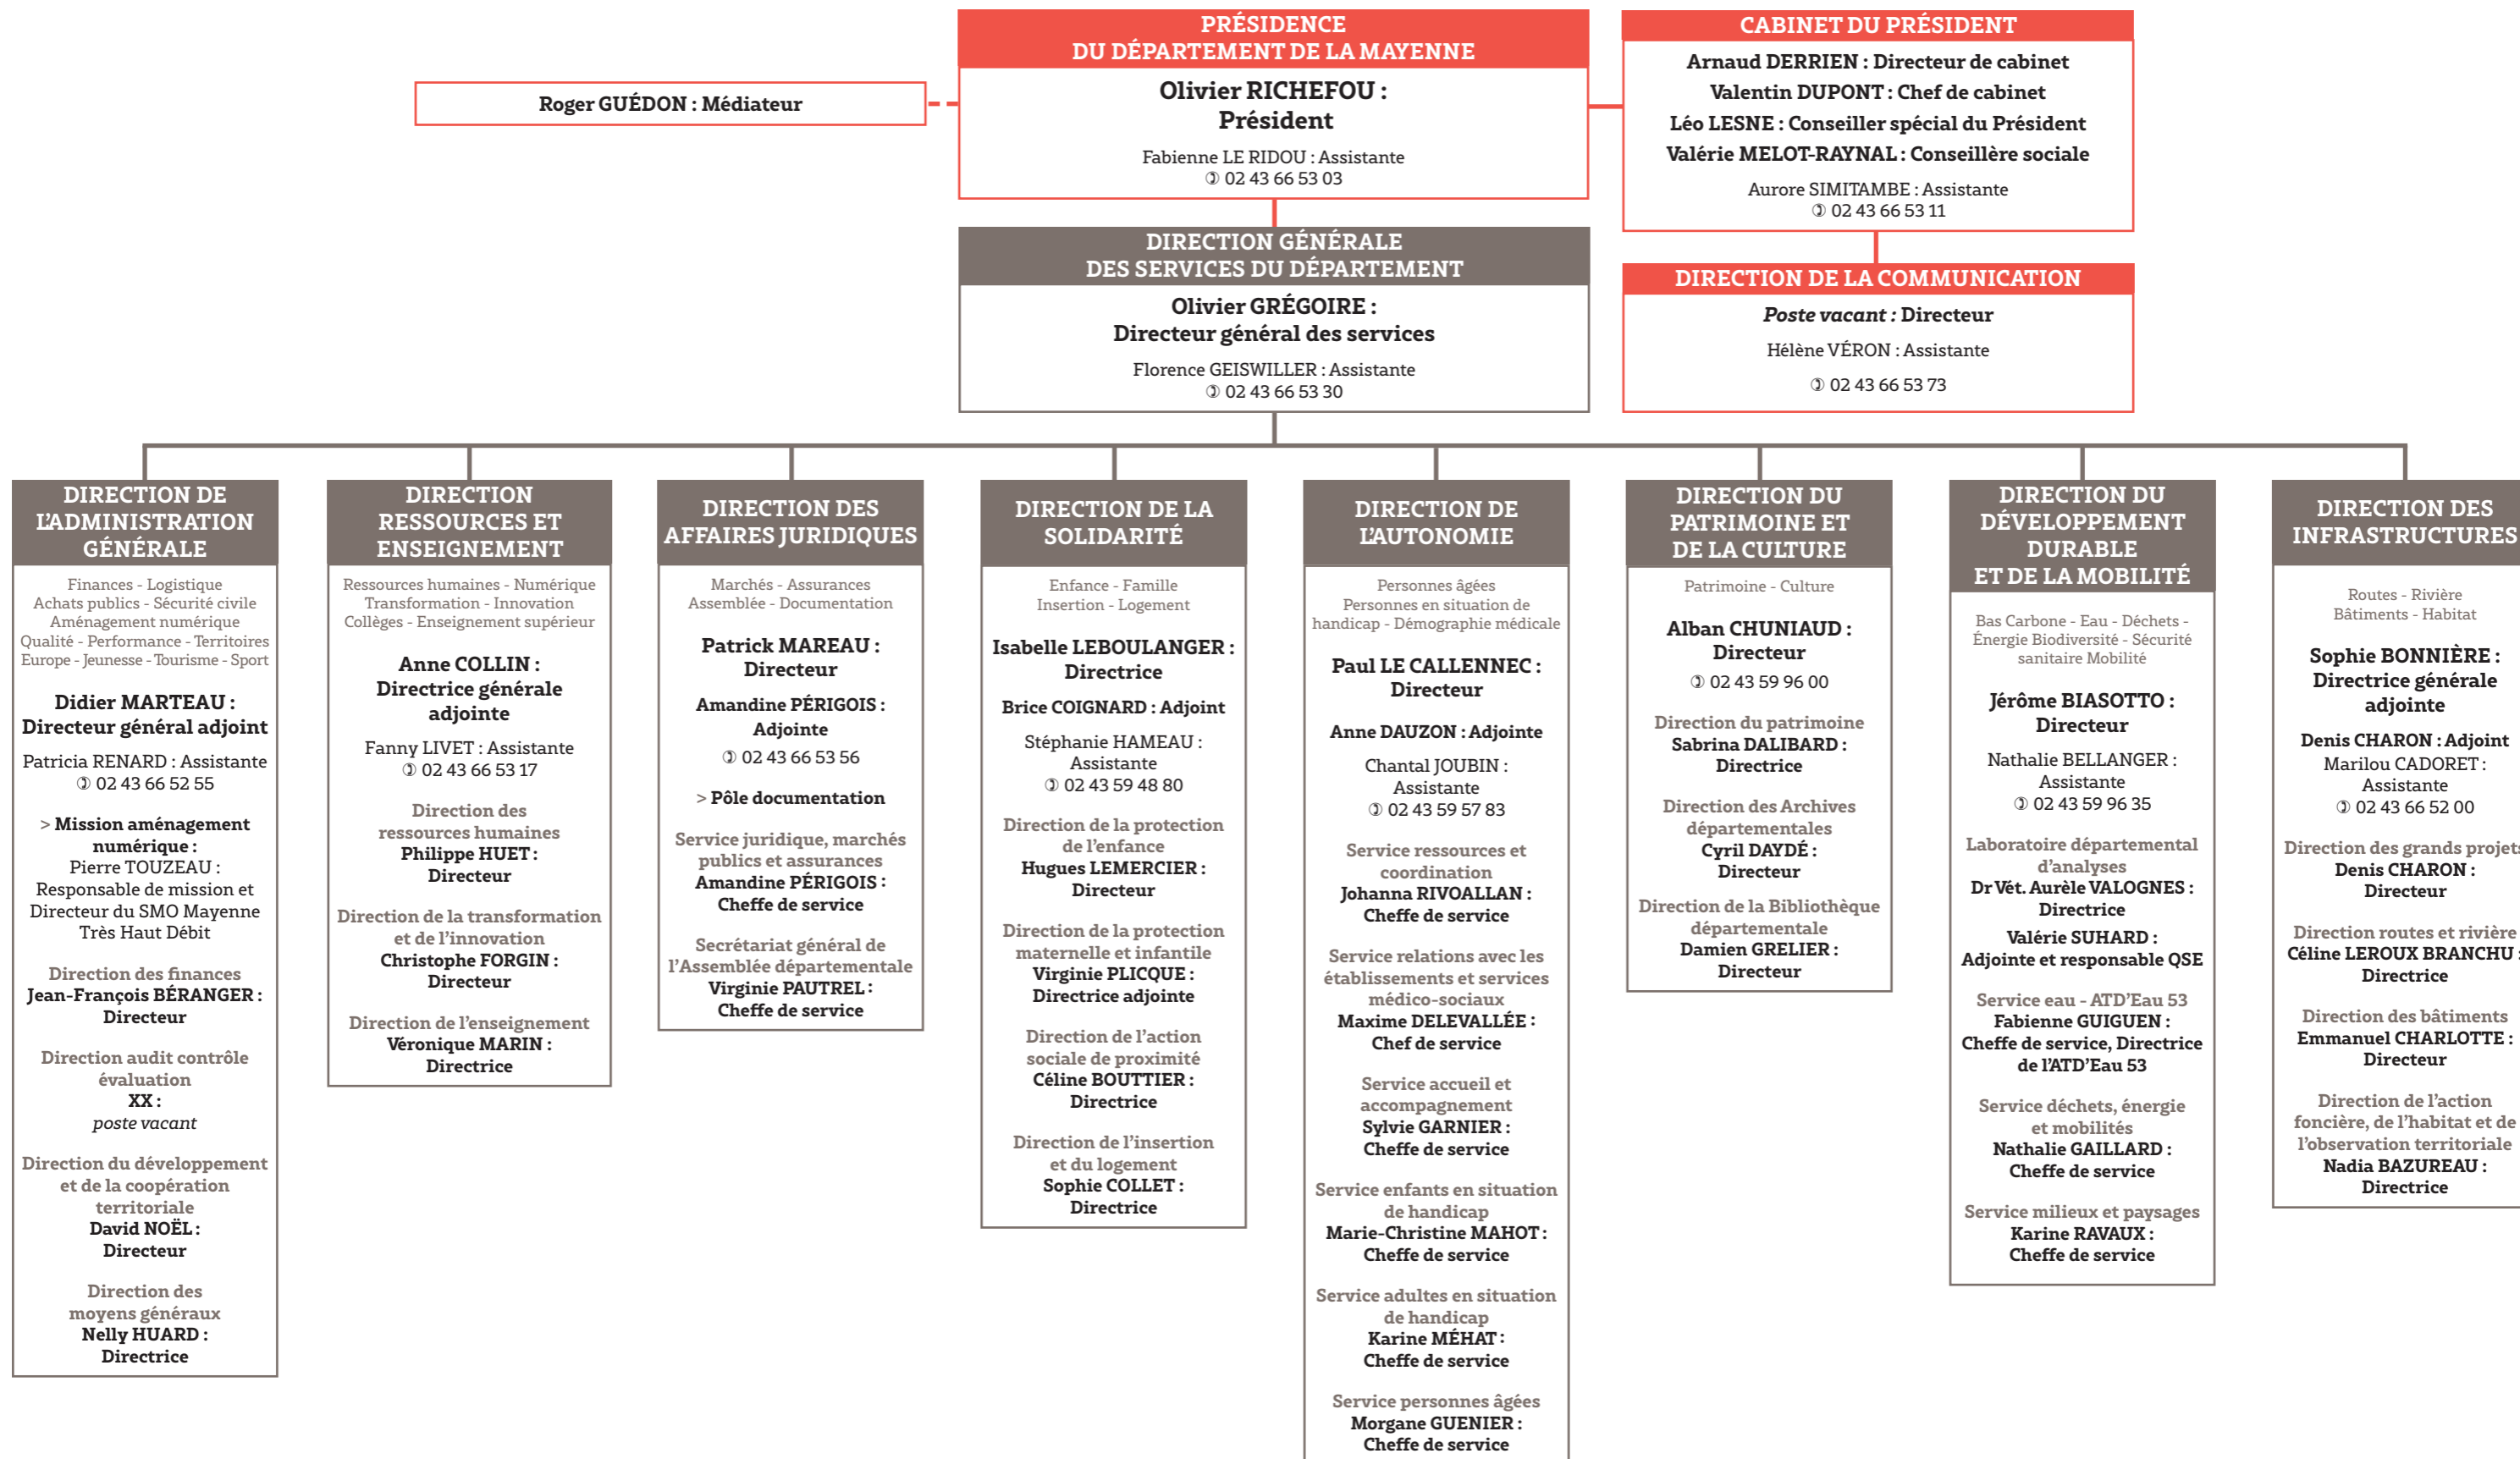 PRÉSIDENCE
DU DÉPARTEMENT DE LA MAYENNE
Olivier RICHEFOU :
Président
Fabienne LE RIDOU : Assistante
✆ 02 43 66 53 03
Roger GUÉDON : Médiateur
CABINET DU PRÉSIDENT
Arnaud DERRIEN : Directeur de cabinet
Valentin DUPONT : Chef de cabinet
Léo LESNE : Conseiller spécial du Président
Valérie MELOT-RAYNAL : Conseillère sociale
Aurore SIMITAMBE : Assistante
✆ 02 43 66 53 11
DIRECTION GÉNÉRALE
DES SERVICES DU DÉPARTEMENT
Olivier GRÉGOIRE :
Directeur général des services
Florence GEISWILLER : Assistante
✆ 02 43 66 53 30
DIRECTION DE LA COMMUNICATION
Poste vacant : Directeur
Hélène VÉRON : Assistante
✆ 02 43 66 53 73
DIRECTION DE
L'ADMINISTRATION
GÉNÉRALE
Finances - Logistique
Achats publics - Sécurité civile
Aménagement numérique
Qualité - Performance - Territoires
Europe - Jeunesse - Tourisme - Sport
Didier MARTEAU :
Directeur général adjoint
Patricia RENARD : Assistante
✆ 02 43 66 52 55
> Mission aménagement
numérique :
Pierre TOUZEAU :
Responsable de mission et
Directeur du SMO Mayenne
Très Haut Débit
Direction des finances
Jean-François BÉRANGER :
Directeur
Direction audit contrôle
évaluation
XX :
poste vacant
Direction du développement
et de la coopération
territoriale
David NOËL :
Directeur
Direction des
moyens généraux
Nelly HUARD :
Directrice
DIRECTION
RESSOURCES ET
ENSEIGNEMENT
Ressources humaines - Numérique
Transformation - Innovation
Collèges - Enseignement supérieur
Anne COLLIN :
Directrice générale
adjointe
Fanny LIVET : Assistante
✆ 02 43 66 53 17
Direction des
ressources humaines
Philippe HUET :
Directeur
Direction de la transformation
et de l'innovation
Christophe FORGIN :
Directeur
Direction de l'enseignement
Véronique MARIN :
Directrice
DIRECTION DES
AFFAIRES JURIDIQUES
Marchés - Assurances
Assemblée - Documentation
Patrick MAREAU :
Directeur
Amandine PÉRIGOIS :
Adjointe
✆ 02 43 66 53 56
> Pôle documentation
Service juridique, marchés
publics et assurances
Amandine PÉRIGOIS :
Cheffe de service
Secrétariat général de
l'Assemblée départementale
Virginie PAUTREL :
Cheffe de service
DIRECTION DE LA
SOLIDARITÉ
Enfance - Famille
Insertion - Logement
Isabelle LEBOULANGER :
Directrice
Brice COIGNARD : Adjoint
Stéphanie HAMEAU :
Assistante
✆ 02 43 59 48 80
Direction de la protection
de l'enfance
Hugues LEMERCIER :
Directeur
Direction de la protection
maternelle et infantile
Virginie PLICQUE :
Directrice adjointe
Direction de l'action
sociale de proximité
Céline BOUTTIER :
Directrice
Direction de l'insertion
et du logement
Sophie COLLET :
Directrice
DIRECTION DE
L'AUTONOMIE
Personnes âgées
Personnes en situation de
handicap - Démographie médicale
Paul LE CALLENNEC :
Directeur
Anne DAUZON : Adjointe
Chantal JOUBIN :
Assistante
✆ 02 43 59 57 83
Service ressources et
coordination
Johanna RIVOALLAN :
Cheffe de service
Service relations avec les
établissements et services
médico-sociaux
Maxime DELEVALLÉE :
Chef de service
Service accueil et
accompagnement
Sylvie GARNIER :
Cheffe de service
Service enfants en situation
de handicap
Marie-Christine MAHOT :
Cheffe de service
Service adultes en situation
de handicap
Karine MÉHAT :
Cheffe de service
Service personnes âgées
Morgane GUENIER :
Cheffe de service
DIRECTION DU
PATRIMOINE ET
DE LA CULTURE
Patrimoine - Culture
Alban CHUNIAUD :
Directeur
✆ 02 43 59 96 00
Direction du patrimoine
Sabrina DALIBARD :
Directrice
Direction des Archives
départementales
Cyril DAYDÉ :
Directeur
Direction de la Bibliothèque
départementale
Damien GRELIER :
Directeur
DIRECTION DU
DÉVELOPPEMENT
DURABLE
ET DE LA MOBILITÉ
Bas Carbone - Eau - Déchets -
Énergie Biodiversité - Sécurité
sanitaire Mobilité
Jérôme BIASOTTO :
Directeur
Nathalie BELLANGER :
Assistante
✆ 02 43 59 96 35
Laboratoire départemental
d'analyses
Dr Vét. Aurèle VALOGNES :
Directrice
Valérie SUHARD :
Adjointe et responsable QSE
Service eau - ATD'Eau 53
Fabienne GUIGUEN :
Cheffe de service, Directrice
de l'ATD'Eau 53
Service déchets, énergie
et mobilités
Nathalie GAILLARD :
Cheffe de service
Service milieux et paysages
Karine RAVAUX :
Cheffe de service
DIRECTION DES
INFRASTRUCTURES
Routes - Rivière
Bâtiments - Habitat
Sophie BONNIÈRE :
Directrice générale
adjointe
Denis CHARON : Adjoint
Marilou CADORET :
Assistante
✆ 02 43 66 52 00
Direction des grands projets
Denis CHARON :
Directeur
Direction routes et rivière
Céline LEROUX BRANCHU :
Directrice
Direction des bâtiments
Emmanuel CHARLOTTE :
Directeur
Direction de l'action
foncière, de l'habitat et de
l'observation territoriale
Nadia BAZUREAU :
Directrice